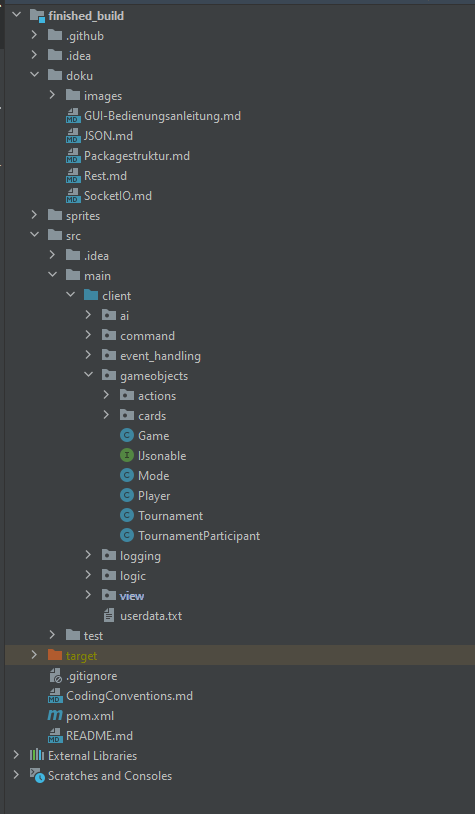 finished_build
.github
.idea
doku
images
GUI-Bedienungsanleitung.md
JSON.md
Packagestruktur.md
Rest.md
SocketIO.md
sprites
src
.idea
main
client
ai
command
event_handling
gameobjects
actions
cards
Game
IJsonable
Mode
Player
Tournament
TournamentParticipant
logging
logic
view
userdata.txt
test
target
.gitignore
CodingConventions.md
pom.xml
README.md
External Libraries
Scratches and Consoles